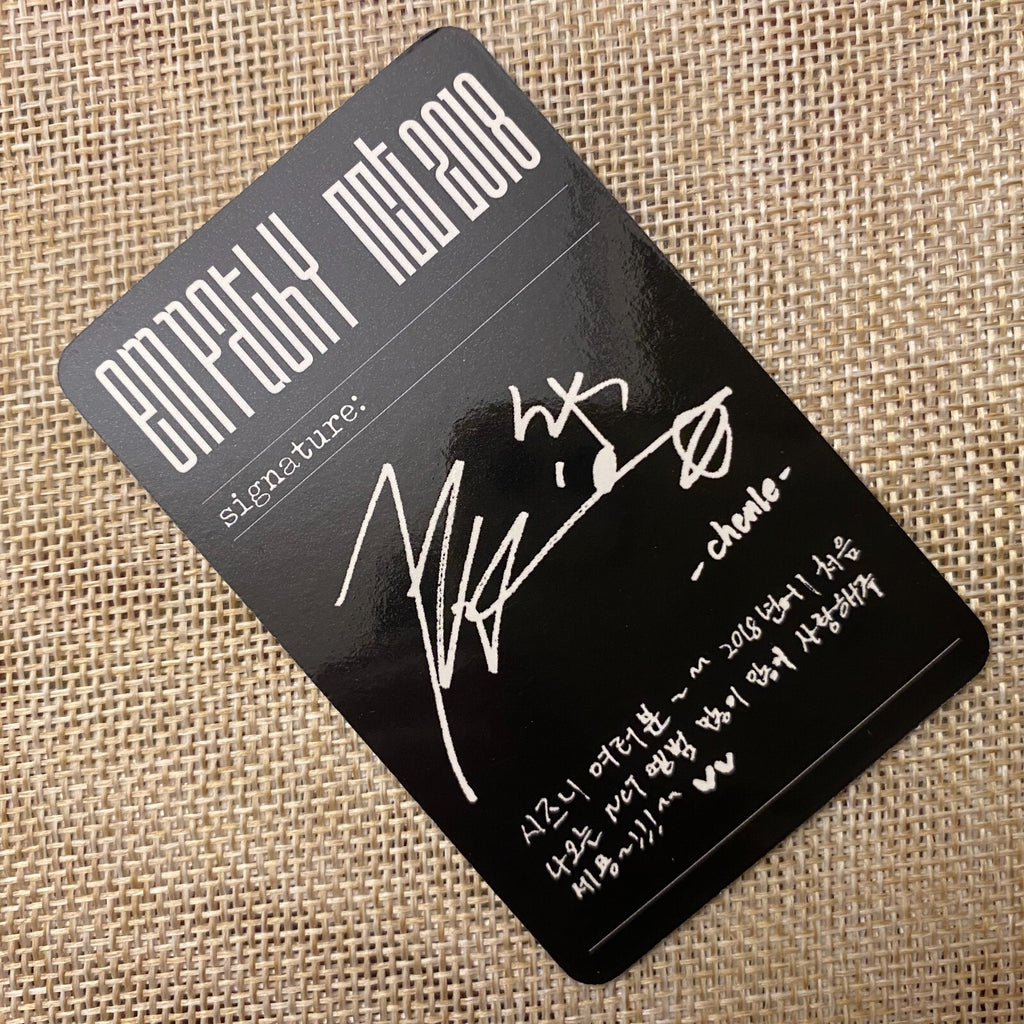 empathy nct 2018
signature:
-chenle-
시즈니 여러분~~ 2018년에 처음
나오는 NCT 앨범 많이 많이 사랑해주
세용~!!!~ ♥♥